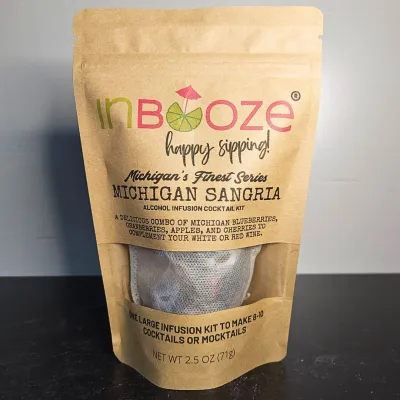 INBOOZE®
happy sipping!
Michigan's Finest Series
MICHIGAN SANGRIA
ALCOHOL INFUSION COCKTAIL KIT
A DELICIOUS COMBO OF MICHIGAN BLUEBERRIES,
CRANBERRIES, APPLES, AND CHERRIES TO
COMPLEMENT YOUR WHITE OR RED WINE.
ONE LARGE INFUSION KIT TO MAKE 8-10
COCKTAILS OR MOCKTAILS
NET WT 2.5 OZ (71g)